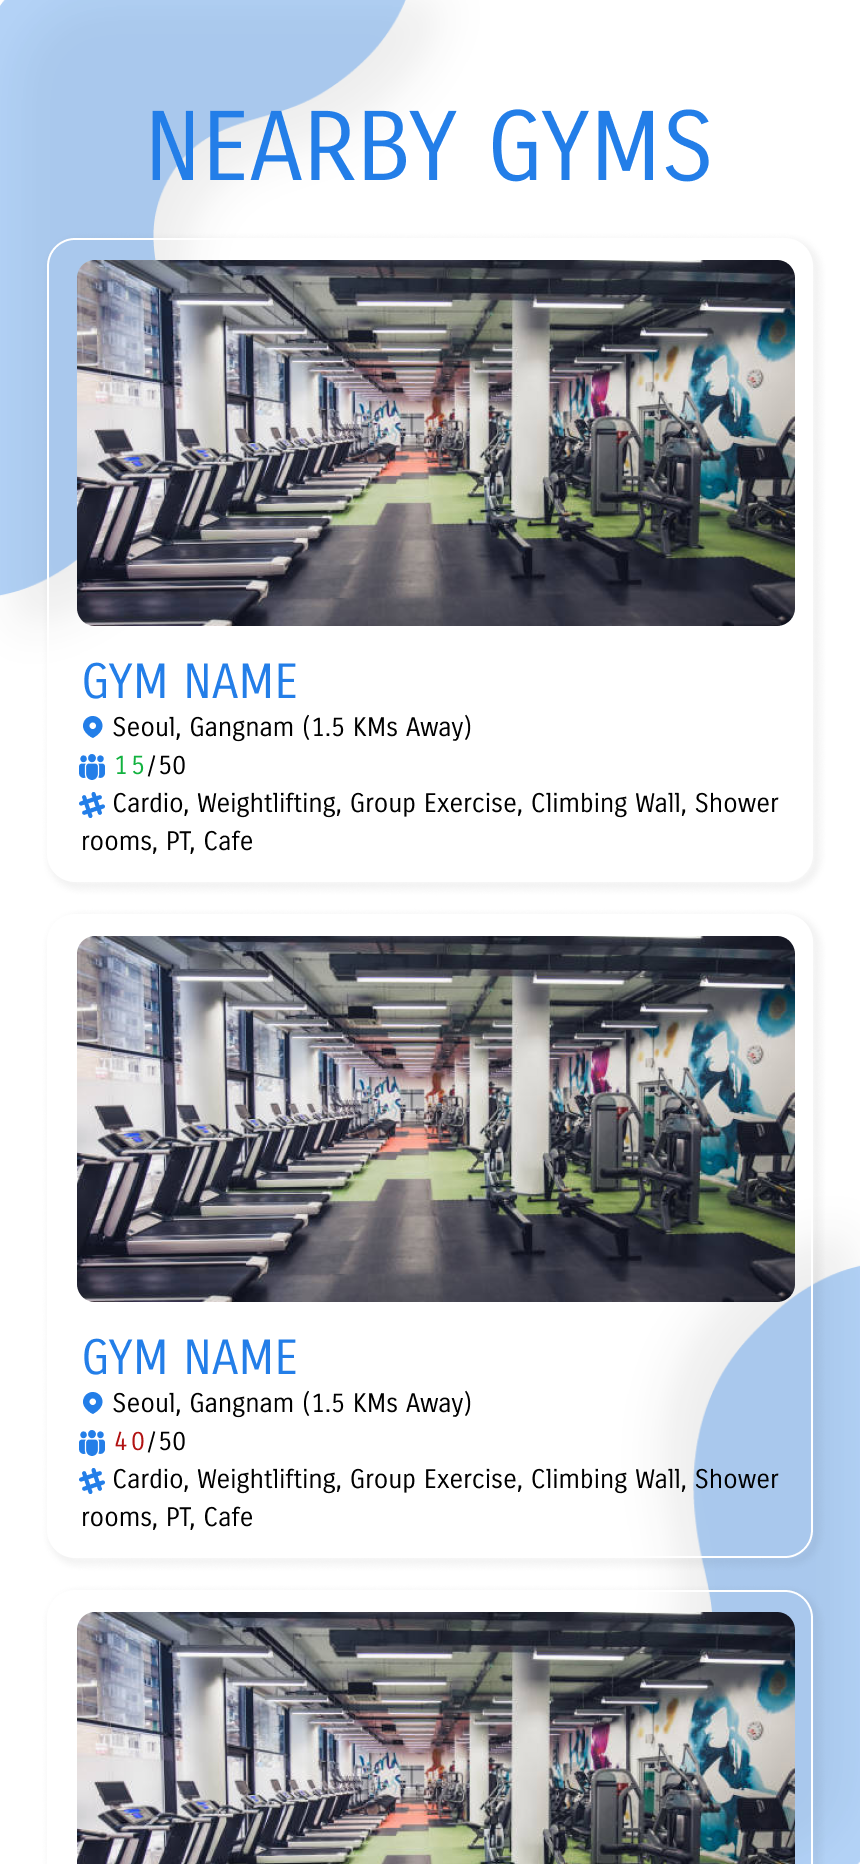 NEARBY GYMS
GYM NAME
Seoul, Gangnam (1.5 KMs Away)
15/50
Cardio, Weightlifting, Group Exercise, Climbing Wall, Shower
rooms, PT, Cafe
GYM NAME
Seoul, Gangnam (1.5 KMs Away)
40/50
Cardio, Weightlifting, Group Exercise, Climbing Wall, Shower
rooms, PT, Cafe